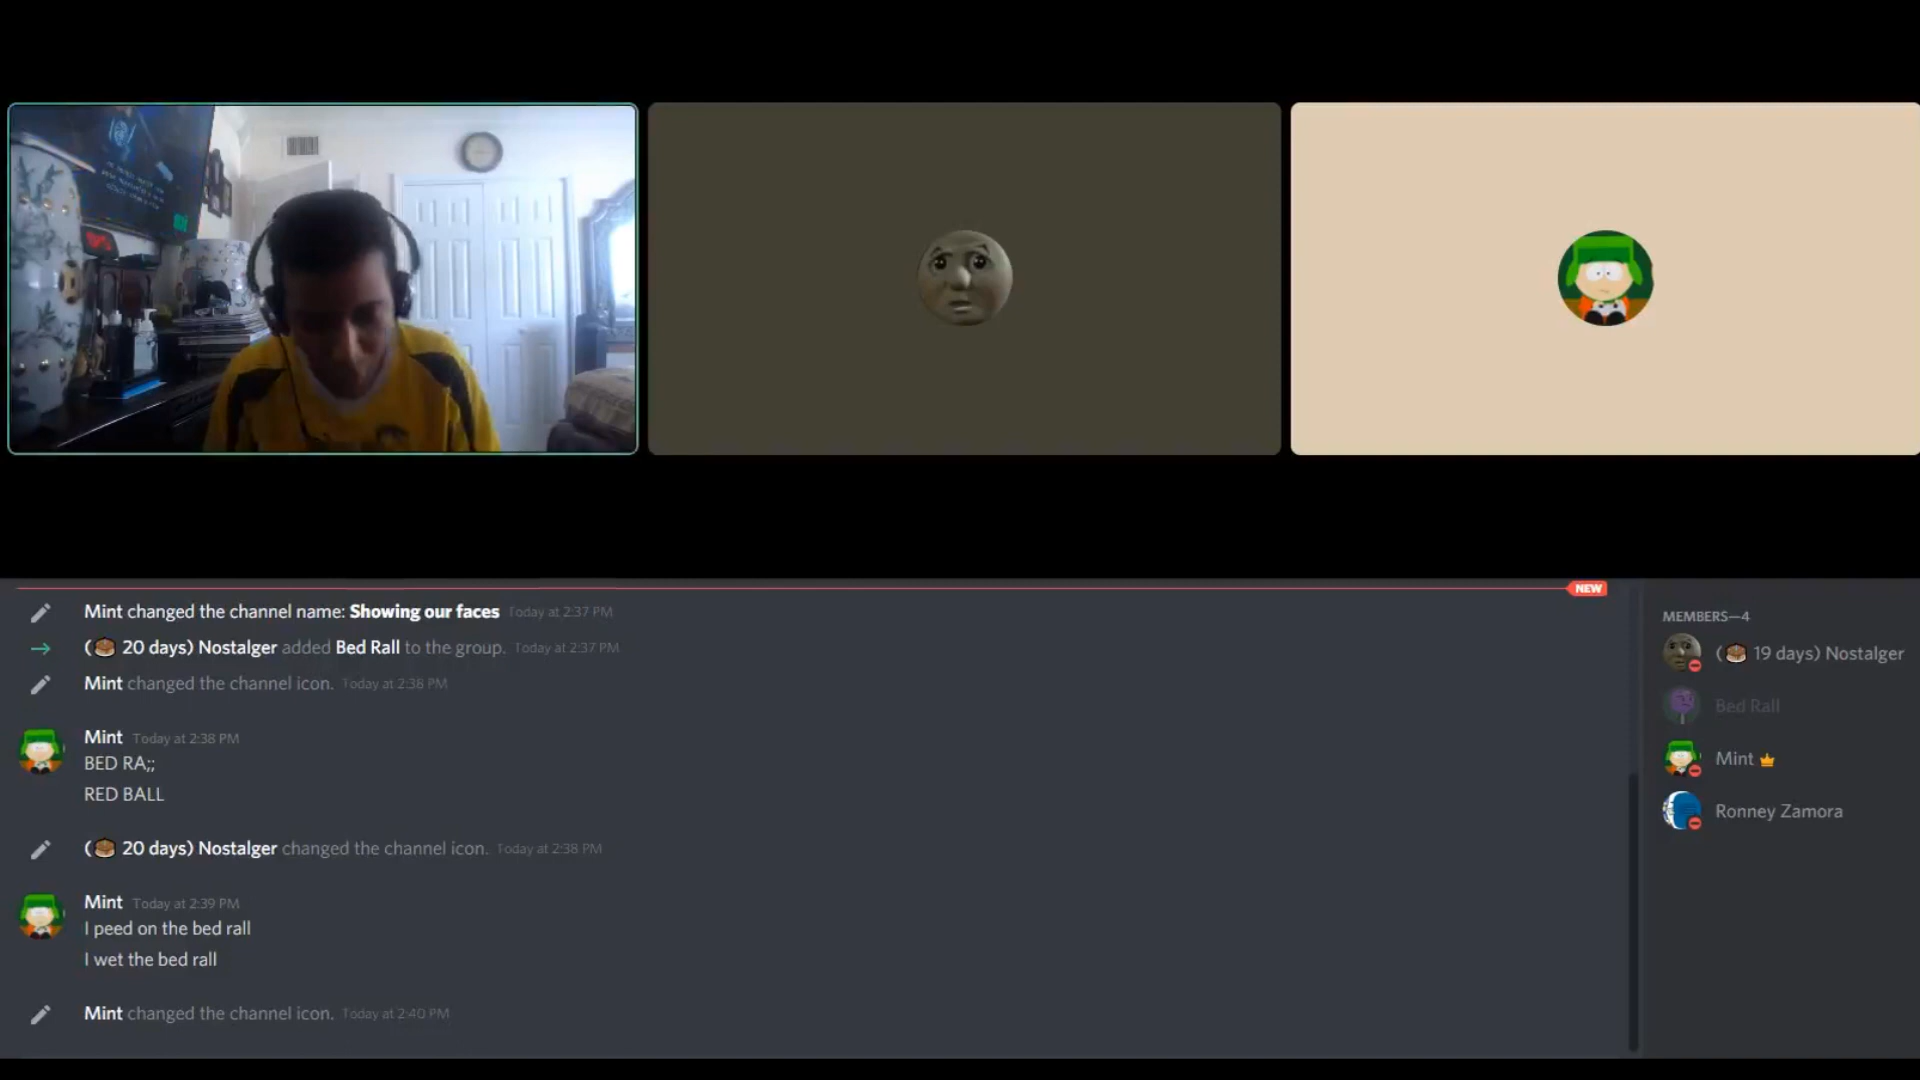 NEW
Mint changed the channel name: Showing our faces Today at 2:37 PM
( 20 days) Nostalger added Bed Rall to the group. Today at 2:37 PM
Mint changed the channel icon. Today at 2:38 PM
Mint Today at 2:38 PM
BED RA;;
RED BALL
( 20 days) Nostalger changed the channel icon. Today at 2:38 PM
Mint Today at 2:39 PM
I peed on the bed rall
I wet the bed rall
Mint changed the channel icon. Today at 2:40 PM
MEMBERS—4
( 19 days) Nostalger
Bed Rall
Mint
Ronney Zamora